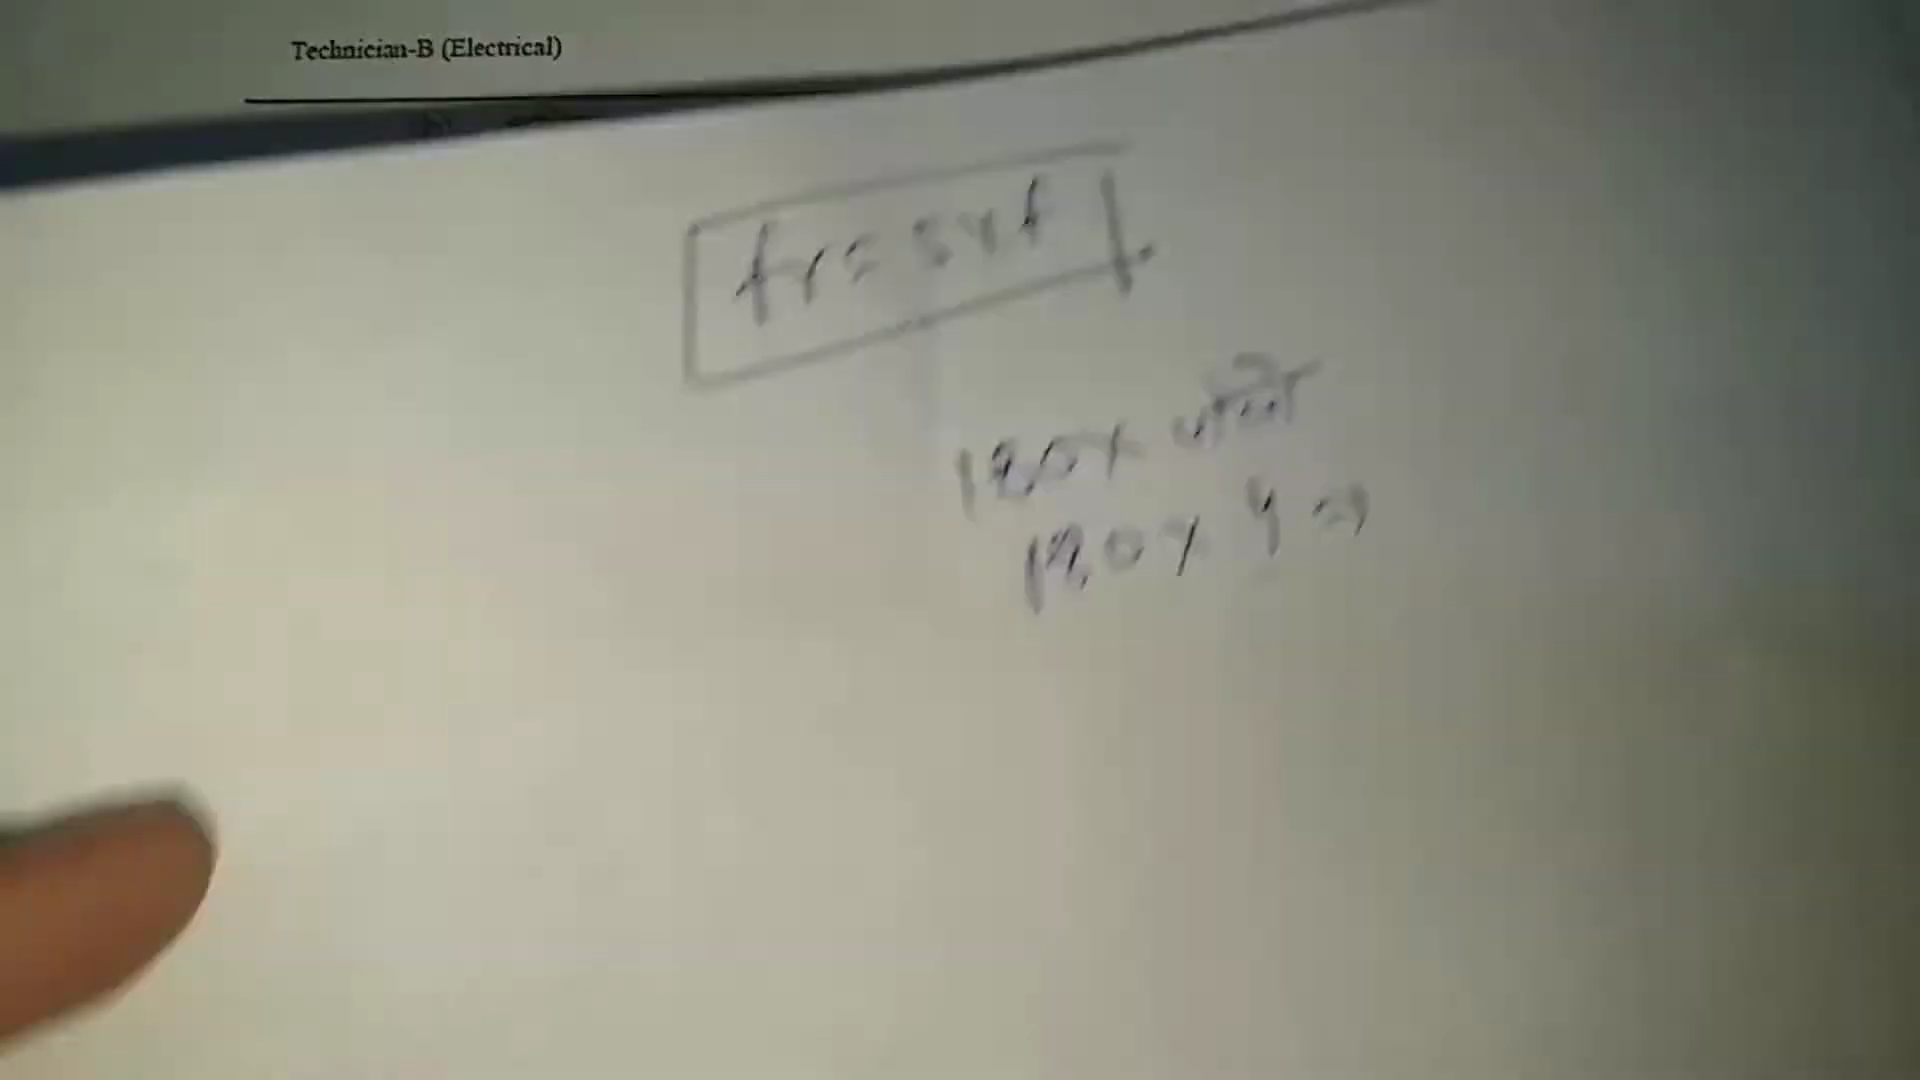 Technician-B (Electrical)
fr = s x f
120 x
120 x 4 =>